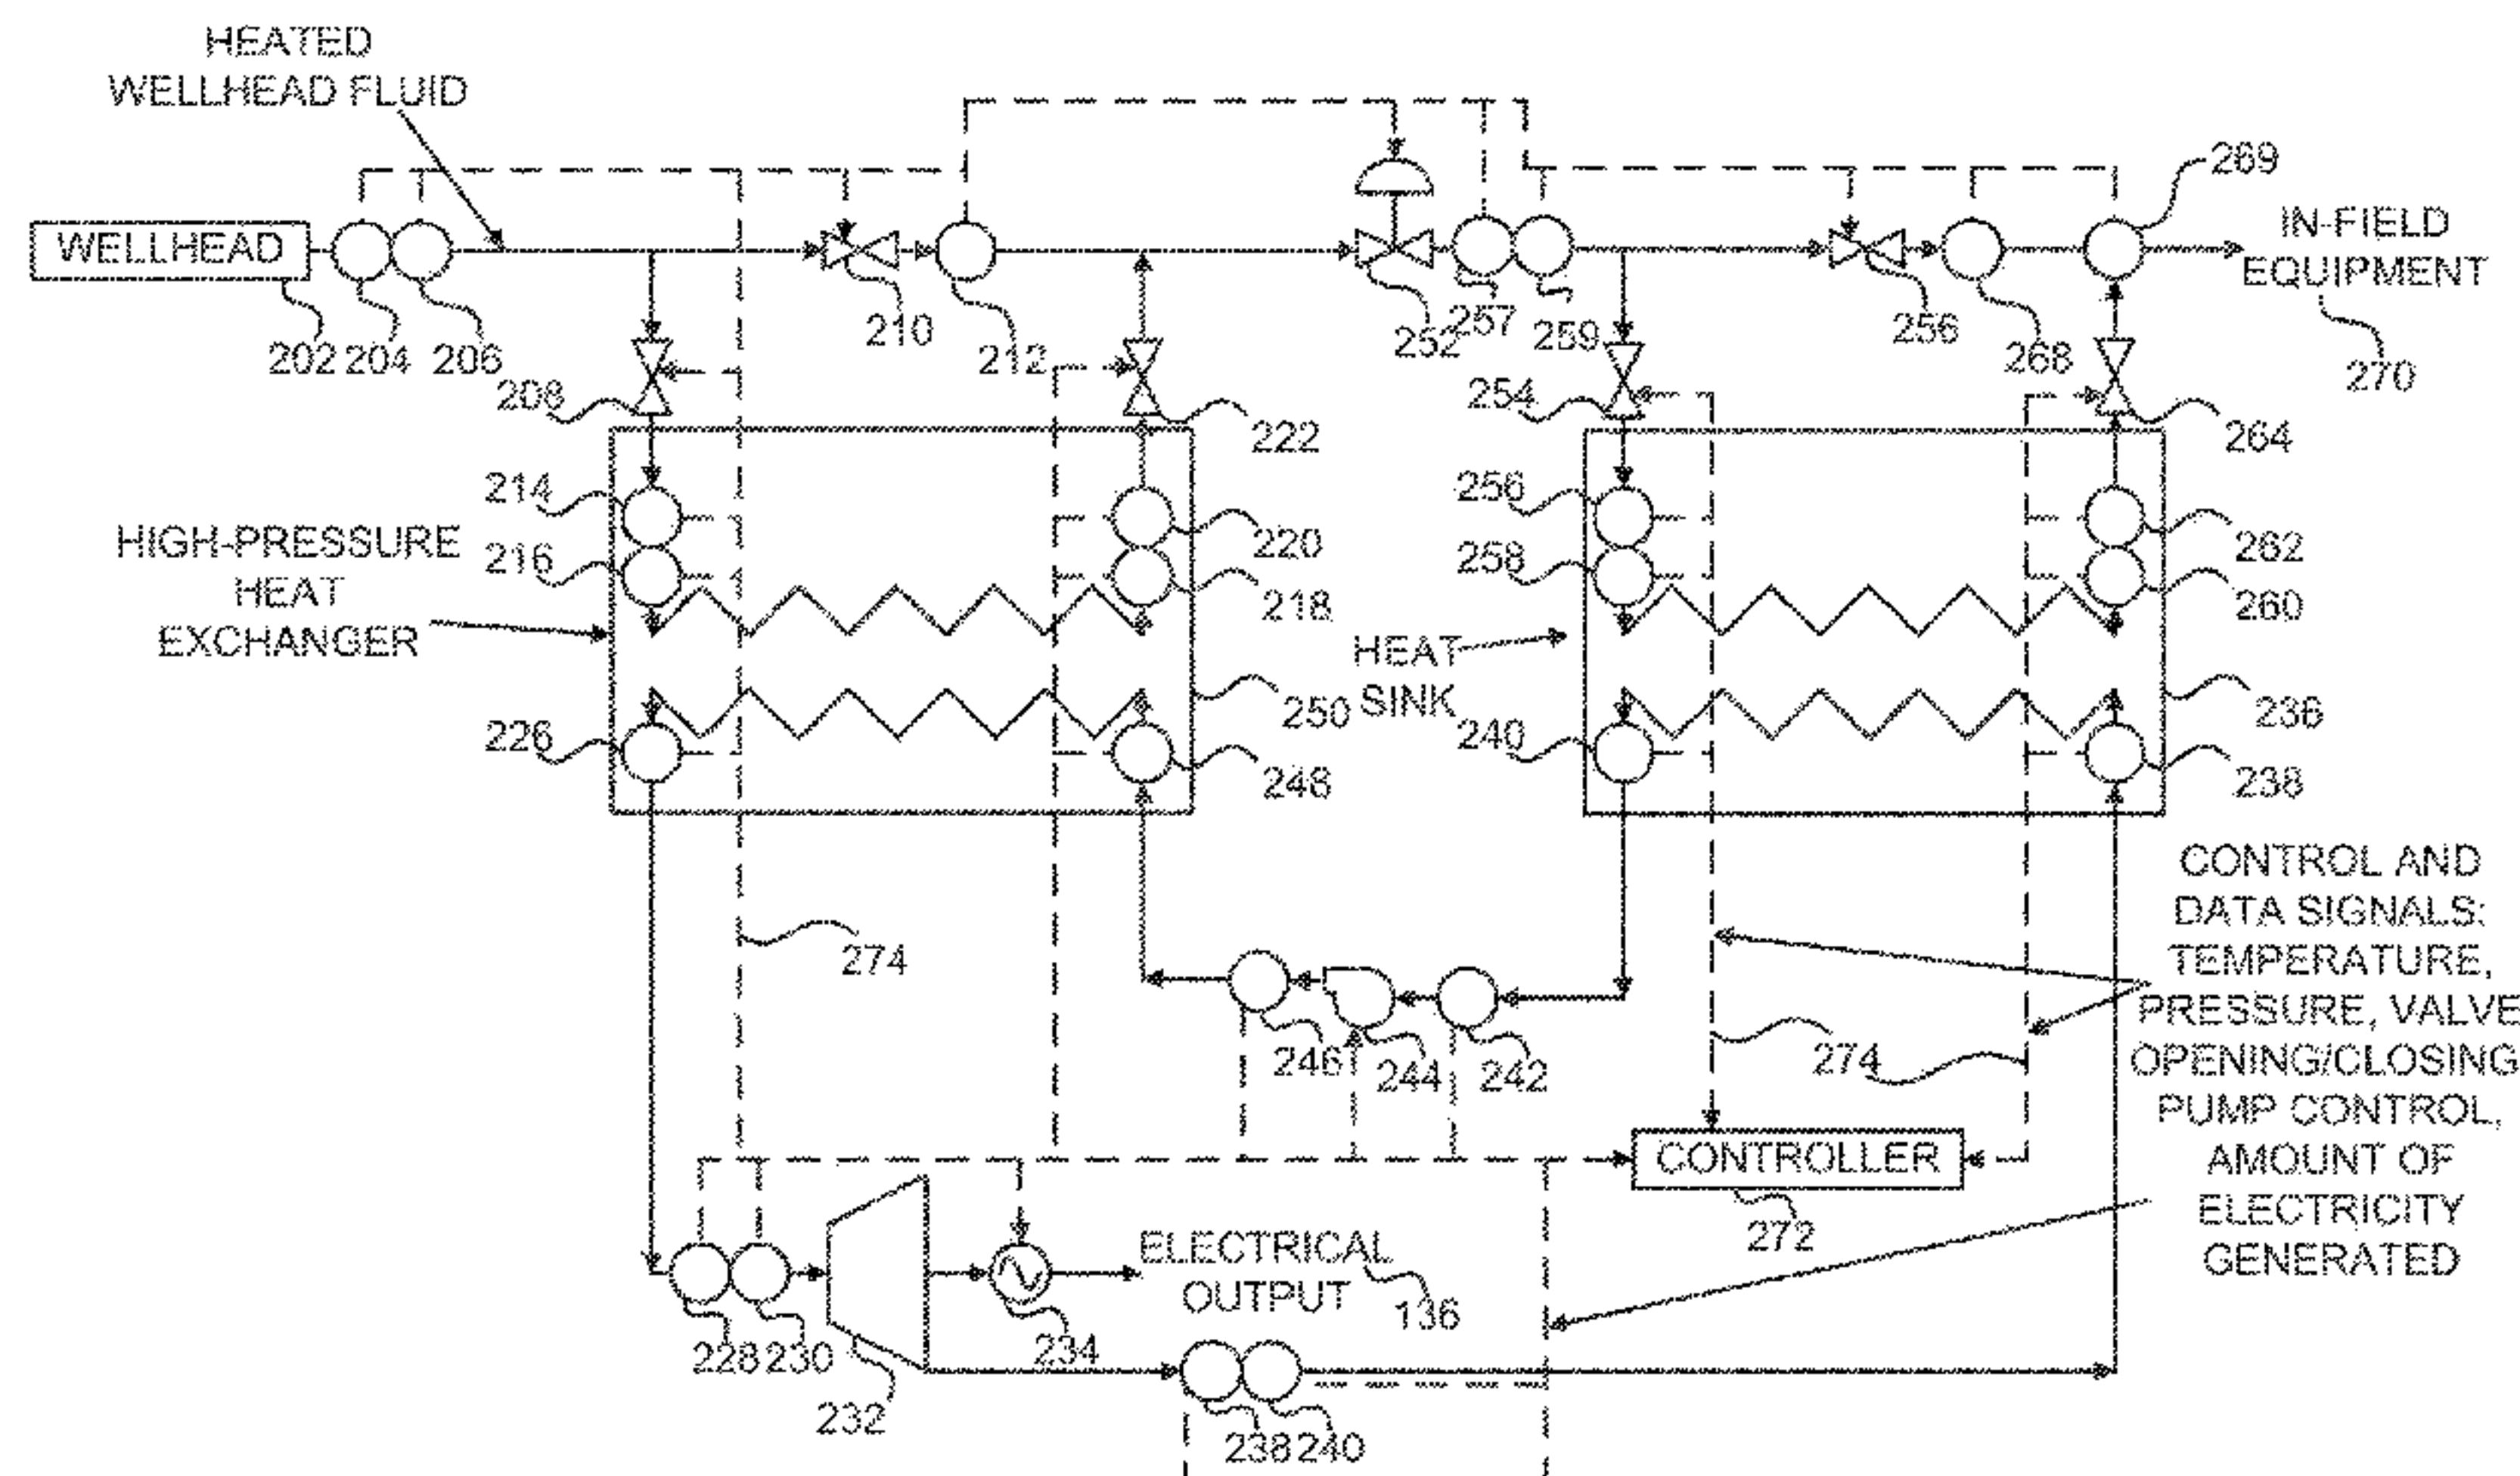 HEATED
WELLHEAD FLUID
269
WELLHEAD
IN-FIELD
EQUIPMENT
202 204 206
210
212
252 257 259
256
268
270
208
222
254
264
214
216
220
218
256
258
262
260
HIGH-PRESSURE
HEAT
EXCHANGER
HEAT
SINK
250
236
226
248
240
238
CONTROL AND
DATA SIGNALS:
TEMPERATURE,
PRESSURE, VALVE
OPENING/CLOSING
PUMP CONTROL,
AMOUNT OF
ELECTRICITY
GENERATED
274
246 244 242
274
CONTROLLER
272
ELECTRICAL
OUTPUT
136
228 230
234
232
238 240